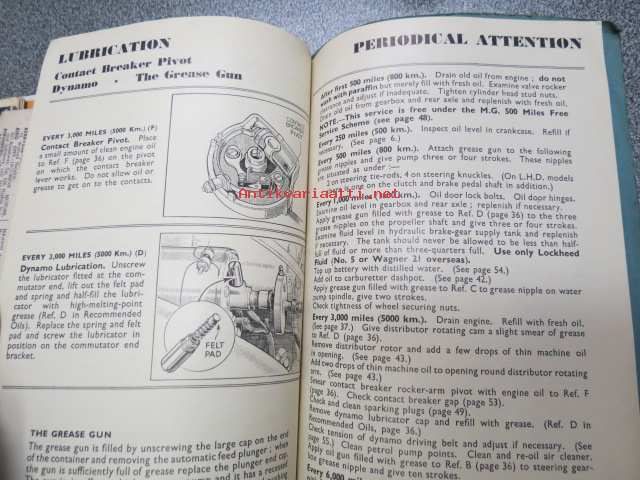 LUBRICATION
Contact Breaker Pivot
Dynamo . The Grease Gun
EVERY 3,000 MILES (5000 Km.) (F)
Contact Breaker Pivot. Place
a small amount of clean engine oil
to Ref. F (page 36) on the pivot
on which the contact breaker
lever works. Do not allow oil or
grease to get on to the contacts.
CONTACT
BREAKER
PIVOT
EVERY 3,000 MILES (5000 Km.) (D)
Dynamo Lubrication. Unscrew
the lubricator fitted at the com-
mutator end, lift out the felt pad
and spring and half-fill the lubri-
cator with high-melting-point
grease (Ref. D in Recommended
Oils). Replace the spring and felt
pad and screw the lubricator in
position on the commutator end
bracket.
FELT
PAD
THE GREASE GUN
The grease gun is filled by unscrewing the large cap on the end
of the container and removing the automatic feed plunger; when
the gun is sufficiently full of grease replace the plunger end cap,
PERIODICAL ATTENTION
After first 500 miles (800 km.). Drain old oil from engine; do not
wash with paraffin but merely refill with fresh oil. Examine valve rocker
clearance and adjust if inadequate. Tighten cylinder head stud nuts.
Drain old oil from gearbox and rear axle and replenish with fresh oil.
NOTE.—This service is free under the M.G. 500 Miles Free
Service Scheme (see page 48).
Every 250 miles (500 km.). Inspect oil level in crankcase. Refill if
necessary. (See page 6.)
Every 500 miles (800 km.). Attach grease gun to the following
grease nipples and give pump three or four strokes. These nipples
are situated as under :—
2 on steering tie-rods, 4 on steering knuckles. (On L.H.D. models
on the clutch and brake pedal shaft in addition.)
Every 1,000 miles km.). Oil door lock bolts. Oil door hinges.
Examine oil level in gearbox and rear axle ; replenish if necessary.
Apply gun filled with grease to Ref. D (page 36) to the three
grease nipples on the propeller shaft and give three or four strokes.
Examine fluid level in hydraulic brake-gear supply tank and replenish
if necessary. The tank should never be allowed to be less than half-
full of fluid or more than three-quarters full. Use only Lockheed
Fluid (No. 5 or Wagner 21 overseas).
Top up battery with distilled water. (See page 54.)
Add oil to carburetter dashpot. (See page 42.)
Apply gun filled with grease to Ref. C to grease nipple on water
pump spindle, give two strokes.
Check tightness of wheel securing nuts.
Every 3,000 miles (5000 km.). Drain engine. Refill with fresh oil.
(See page 37.) Give distributor rotating cam a slight smear of grease
to Ref. D (page 36).
Remove distributor rotor and add a few drops of thin machine oil
in opening. (See page 43.)
Add two drops of thin machine oil to opening round distributor rotating
(See page 43.)
Smear contact breaker rocker-arm pivot with engine oil to Ref. F
(page 36). Check contact breaker gap (page 53).
Check and clean sparking plugs (page 49).
Remove dynamo lubricator cap and refill with grease. (Ref. D in
Recommended Oils, page 36.)
Check tension of dynamo driving belt and adjust if necessary. (See
page 55.) Clean petrol pump points. Clean and re-oil air cleaner.
Apply gun filled with grease to Ref. B (page 36) to steering gear-
box grease nipple and give ten strokes.
Every 6,000
Antikvariaatti.net